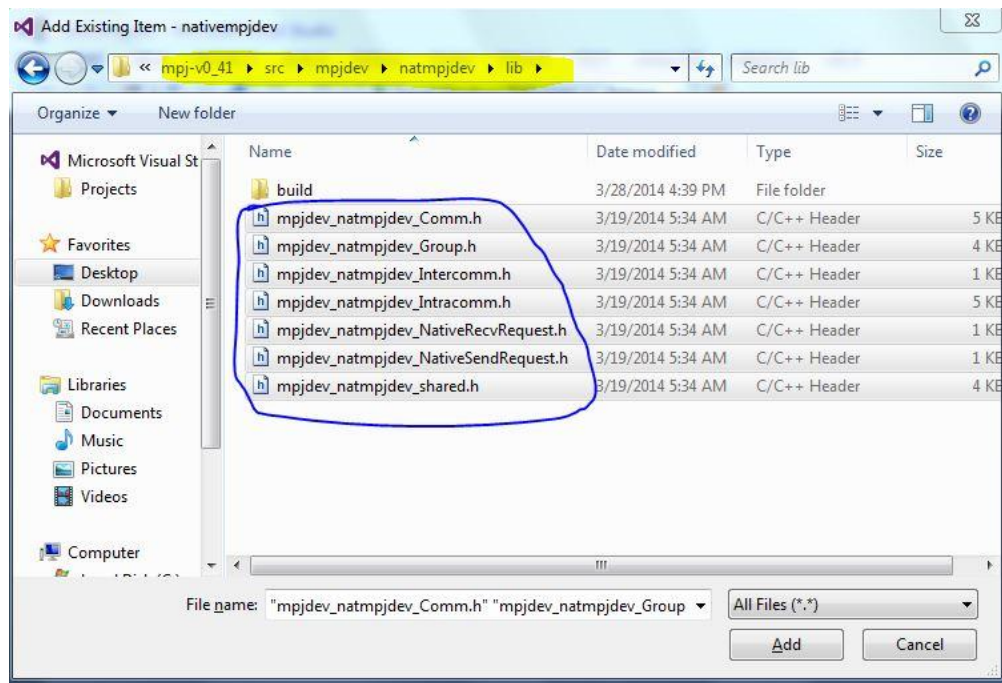 Add Existing Item - nativempjdev
« mpj-v0_41 ▸ src ▸ mpjdev ▸ natmpjdev ▸ lib ▸ Search lib
Organize ▾ New folder
Microsoft Visual St
Projects
Favorites
Desktop
Downloads
Recent Places
Libraries
Documents
Music
Pictures
Videos
Computer
Name Date modified Type Size
build 3/28/2014 4:39 PM File folder
mpjdev_natmpjdev_Comm.h 3/19/2014 5:34 AM C/C++ Header 5 KB
mpjdev_natmpjdev_Group.h 3/19/2014 5:34 AM C/C++ Header 4 KB
mpjdev_natmpjdev_Intercomm.h 3/19/2014 5:34 AM C/C++ Header 1 KB
mpjdev_natmpjdev_Intracomm.h 3/19/2014 5:34 AM C/C++ Header 5 KB
mpjdev_natmpjdev_NativeRecvRequest.h 3/19/2014 5:34 AM C/C++ Header 1 KB
mpjdev_natmpjdev_NativeSendRequest.h 3/19/2014 5:34 AM C/C++ Header 1 KB
mpjdev_natmpjdev_shared.h 3/19/2014 5:34 AM C/C++ Header 4 KB
File name: "mpjdev_natmpjdev_Comm.h" "mpjdev_natmpjdev_Group All Files (*.*)
Add Cancel